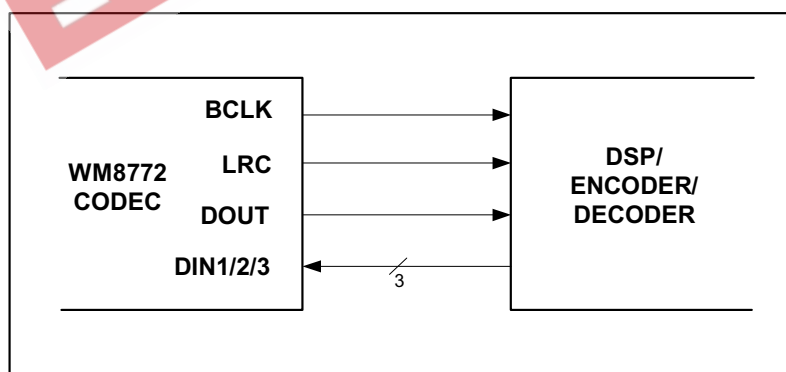 BCLK
LRC
WM8772
CODEC
DOUT
DIN1/2/3
3
DSP/
ENCODER/
DECODER